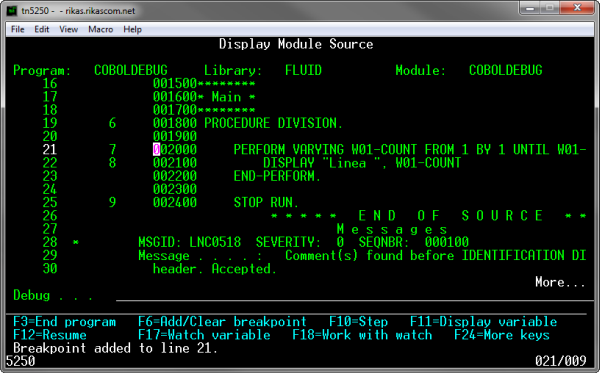 tn5250 - - rikas.rikascom.net
File Edit View Macro Help
Display Module Source
Program: COBOLDEBUG Library: FLUID Module: COBOLDEBUG
16 001500********
17 001600* Main *
18 001700********
19 6 001800 PROCEDURE DIVISION.
20 001900
21 7 002000 PERFORM VARYING W01-COUNT FROM 1 BY 1 UNTIL W01-
22 8 002100 DISPLAY "Linea ", W01-COUNT
23 002200 END-PERFORM.
24 002300
25 9 002400 STOP RUN.
26 * * * * * E N D O F S O U R C E * *
27 M e s s a g e s
28 * MSGID: LNC0518 SEVERITY: 0 SEQNBR: 000100
29 Message . . . . : Comment(s) found before IDENTIFICATION DI
30 header. Accepted.
More...
Debug . . .
F3=End program F6=Add/Clear breakpoint F10=Step F11=Display variable
F12=Resume F17=Watch variable F18=Work with watch F24=More keys
Breakpoint added to line 21.
5250 021/009